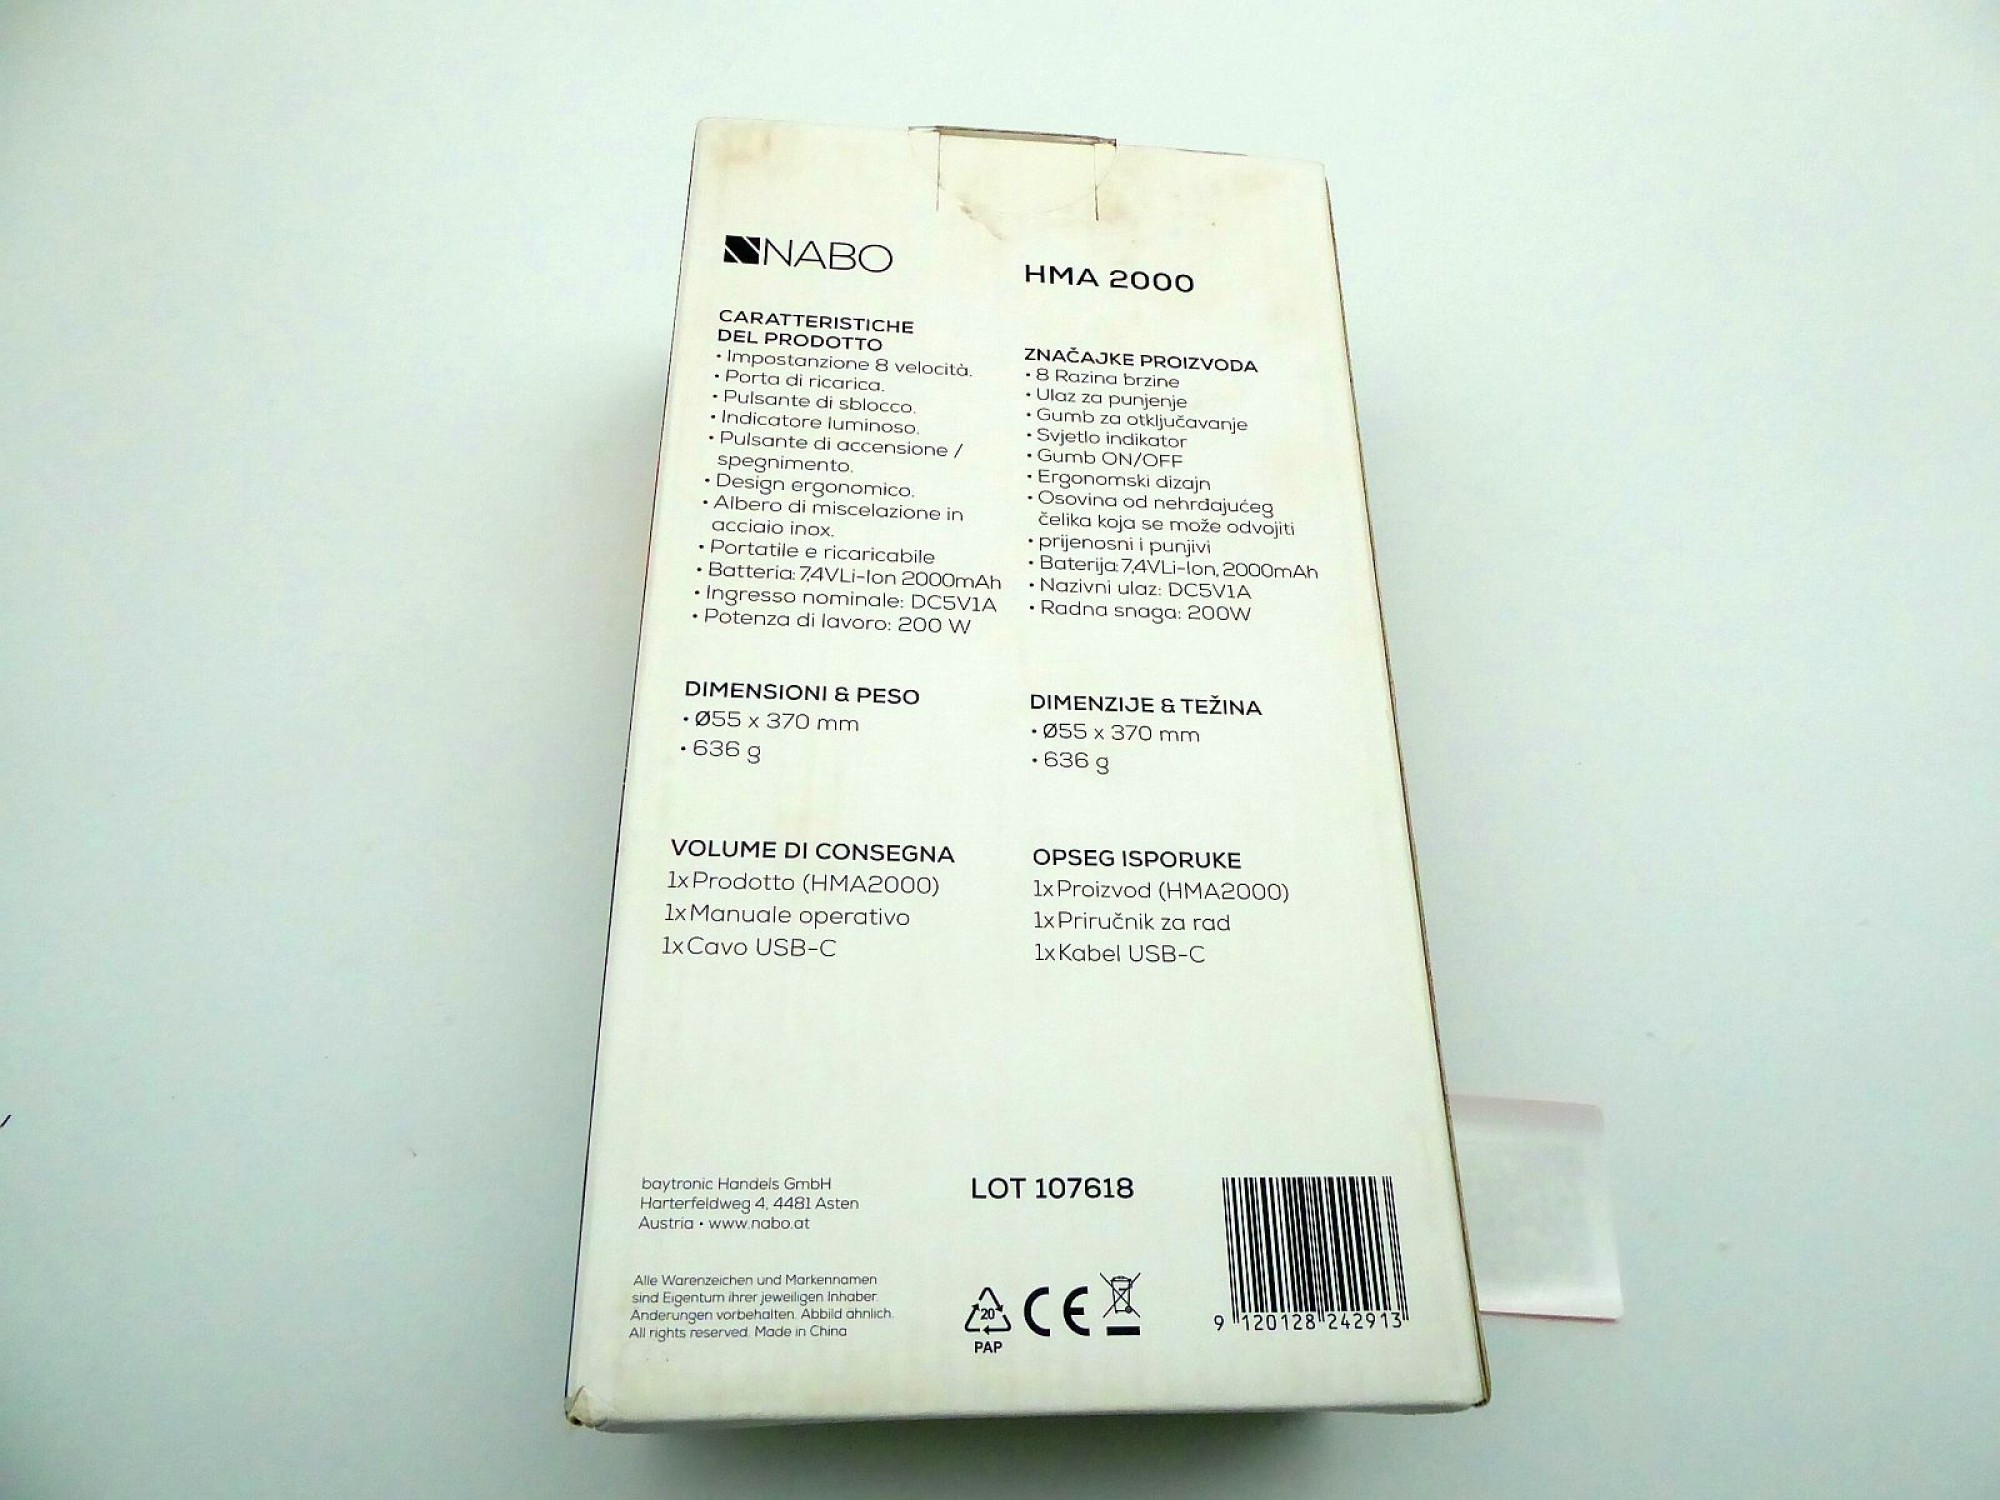 NABO
HMA 2000
CARATTERISTICHE
DEL PRODOTTO
• Impostanzione 8 velocità.
• Porta di ricarica.
• Pulsante di sblocco.
• Indicatore luminoso.
• Pulsante di accensione /
spegnimento.
• Design ergonomico.
• Albero di miscelazione in
acciaio inox.
• Portatile e ricaricabile
• Batteria: 7,4VLi-Ion 2000mAh
• Ingresso nominale: DC5V1A
• Potenza di lavoro: 200 W
ZNAČAJKE PROIZVODA
• 8 Razina brzine
• Ulaz za punjenje
• Gumb za otključavanje
• Svjetlo indikator
• Gumb ON/OFF
• Ergonomski dizajn
• Osovina od nehrđajućeg
čelika koja se može odvojiti
• prijenosni i punjivi
• Baterija: 7,4VLi-Ion, 2000mAh
• Nazivni ulaz: DC5V1A
• Radna snaga: 200W
DIMENSIONI & PESO
• Ø55 x 370 mm
• 636 g
DIMENZIJE & TEŽINA
• Ø55 x 370 mm
• 636 g
VOLUME DI CONSEGNA
1x Prodotto (HMA2000)
1x Manuale operativo
1x Cavo USB-C
OPSEG ISPORUKE
1x Proizvod (HMA2000)
1x Priručnik za rad
1x Kabel USB-C
baytronic Handels GmbH
Harterfeldweg 4, 4481 Asten
Austria • www.nabo.at
LOT 107618
Alle Warenzeichen und Markennamen
sind Eigentum ihrer jeweiligen Inhaber.
Änderungen vorbehalten. Abbild ähnlich.
All rights reserved. Made in China
20
PAP
CE
9 120128 242913